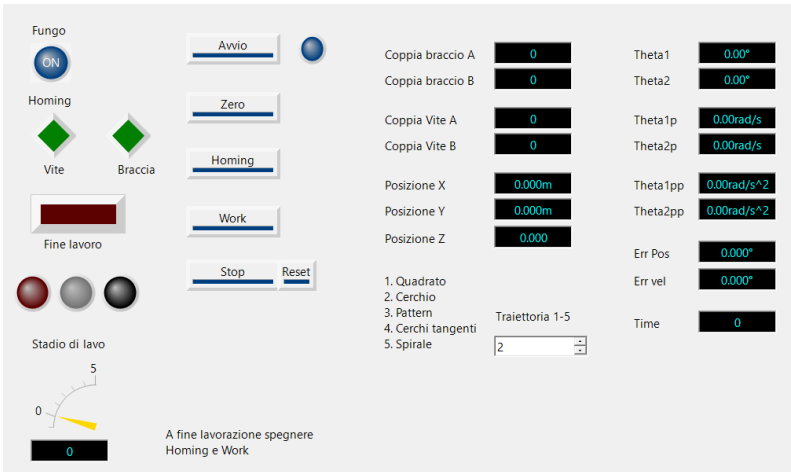 Fungo
ON
Homing
Vite
Braccia
Fine lavoro
Stadio di lavo
5
0
0
Avvio
Zero
Homing
Work
Stop
Reset
A fine lavorazione spegnere
Homing e Work
Coppia braccio A 0
Coppia braccio B 0
Coppia Vite A 0
Coppia Vite B 0
Posizione X 0.000m
Posizione Y 0.000m
Posizione Z 0.000
1. Quadrato
2. Cerchio
3. Pattern
4. Cerchi tangenti
5. Spirale
Traiettoria 1-5
2
Theta1 0.00°
Theta2 0.00°
Theta1p 0.00rad/s
Theta2p 0.00rad/s
Theta1pp 0.00rad/s^2
Theta2pp 0.00rad/s^2
Err Pos 0.000°
Err vel 0.000°
Time 0